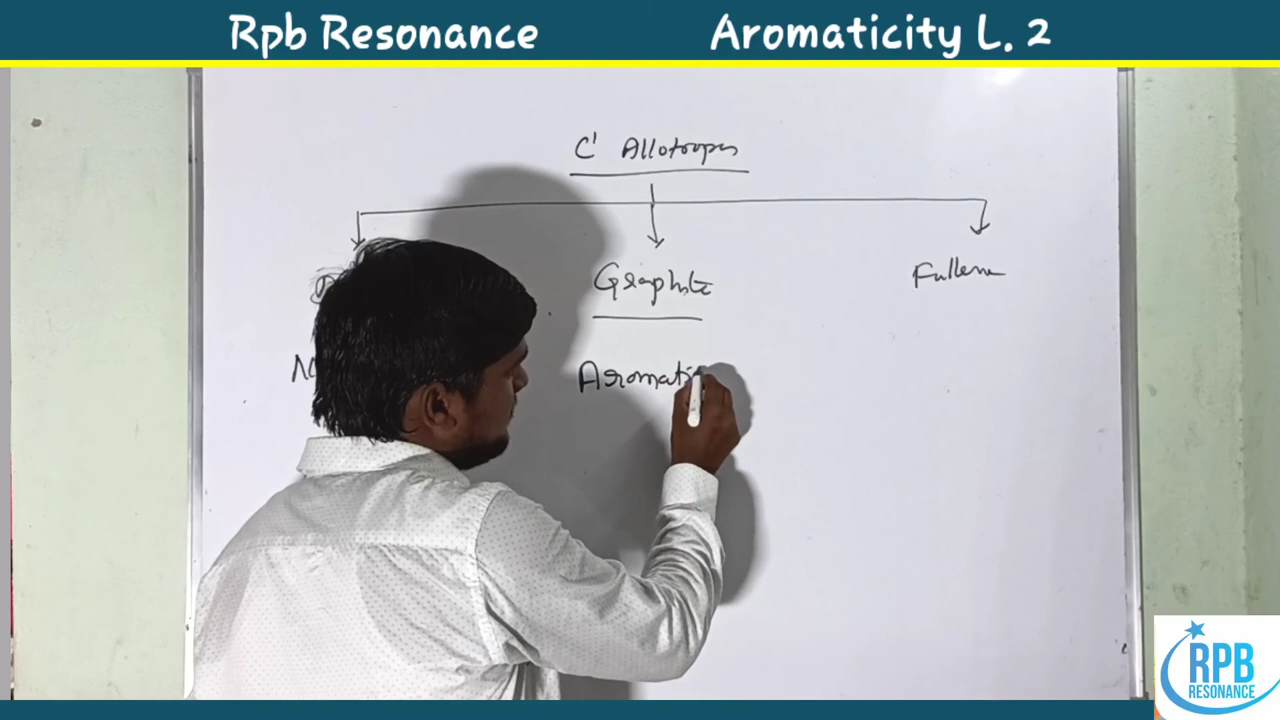 Rpb Resonance
Aromaticity L. 2
C' Allotropes
Graphite
Fullerene
Aromati
RPB
RESONANCE